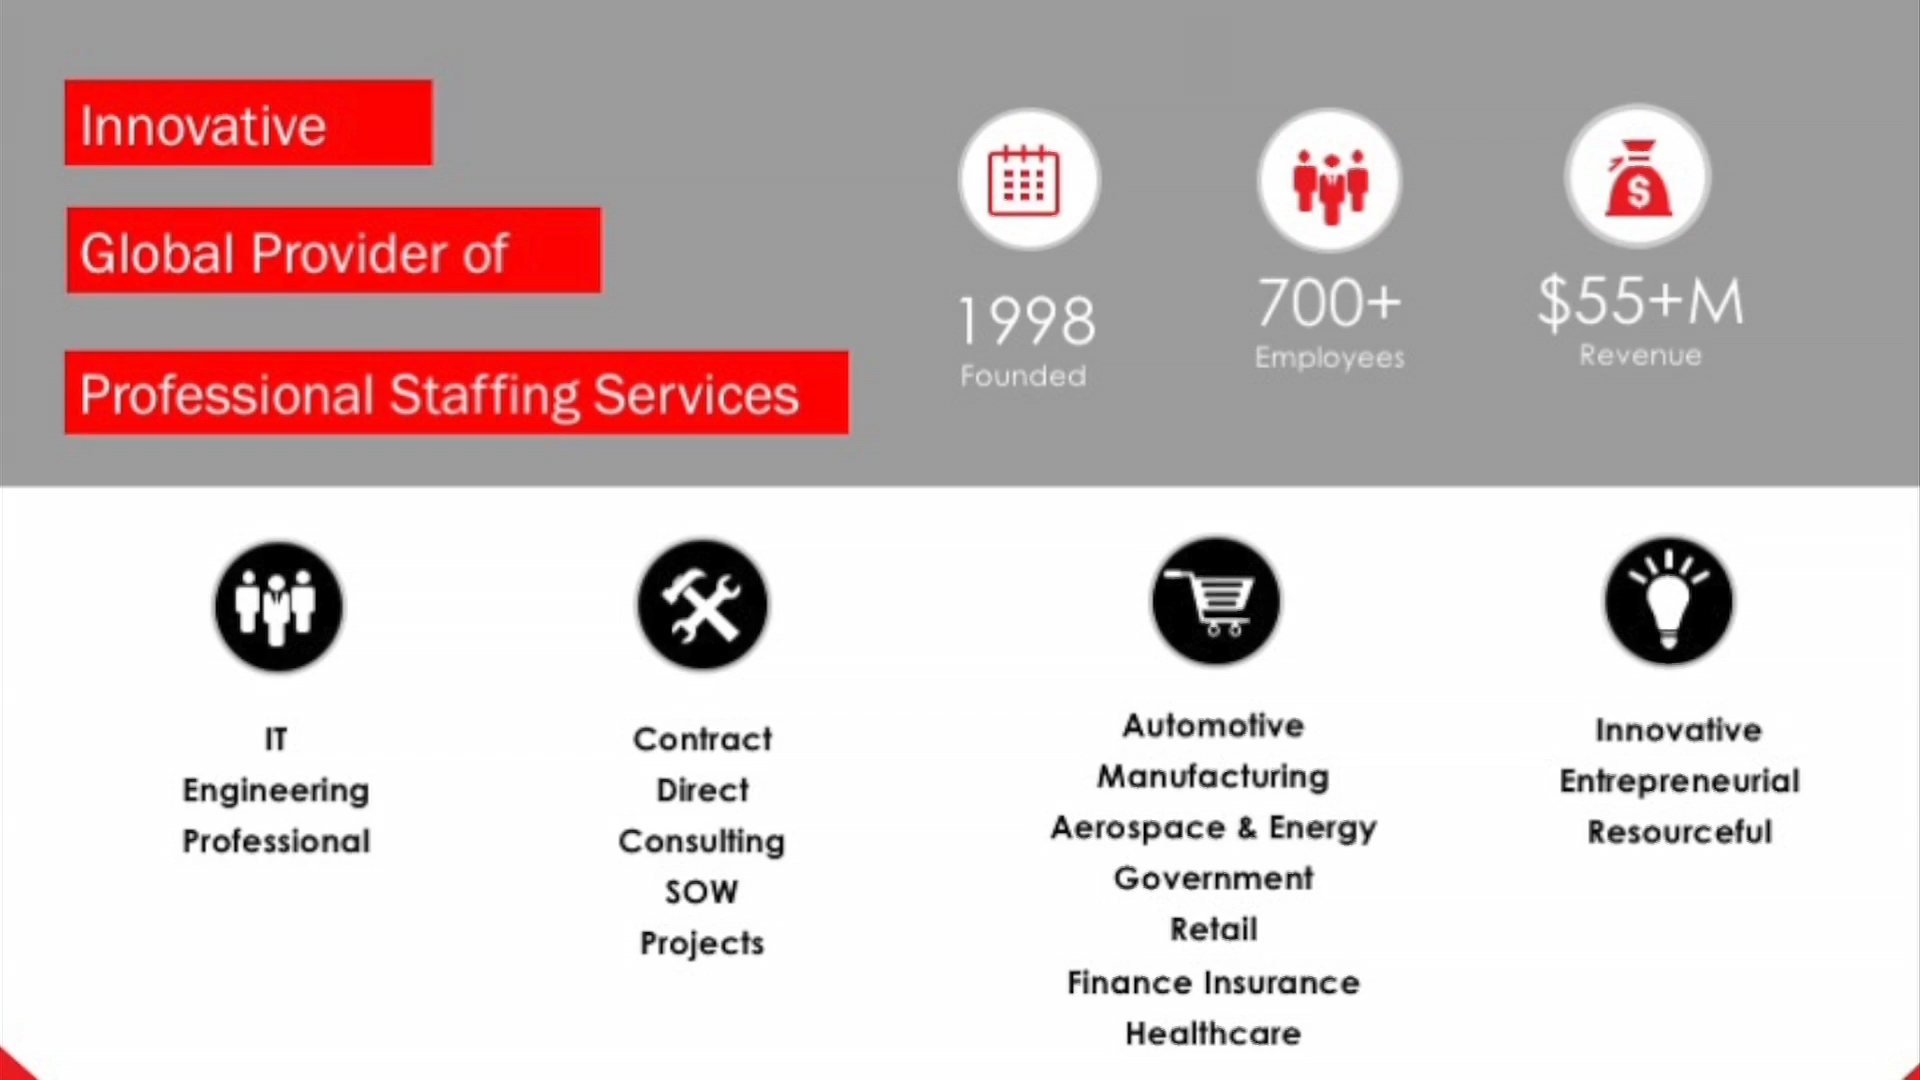 Innovative
Global Provider of
Professional Staffing Services
1998
Founded
700+
Employees
$55+M
Revenue
IT
Engineering
Professional
Contract
Direct
Consulting
SOW
Projects
Automotive
Manufacturing
Aerospace & Energy
Government
Retail
Finance Insurance
Healthcare
Innovative
Entrepreneurial
Resourceful